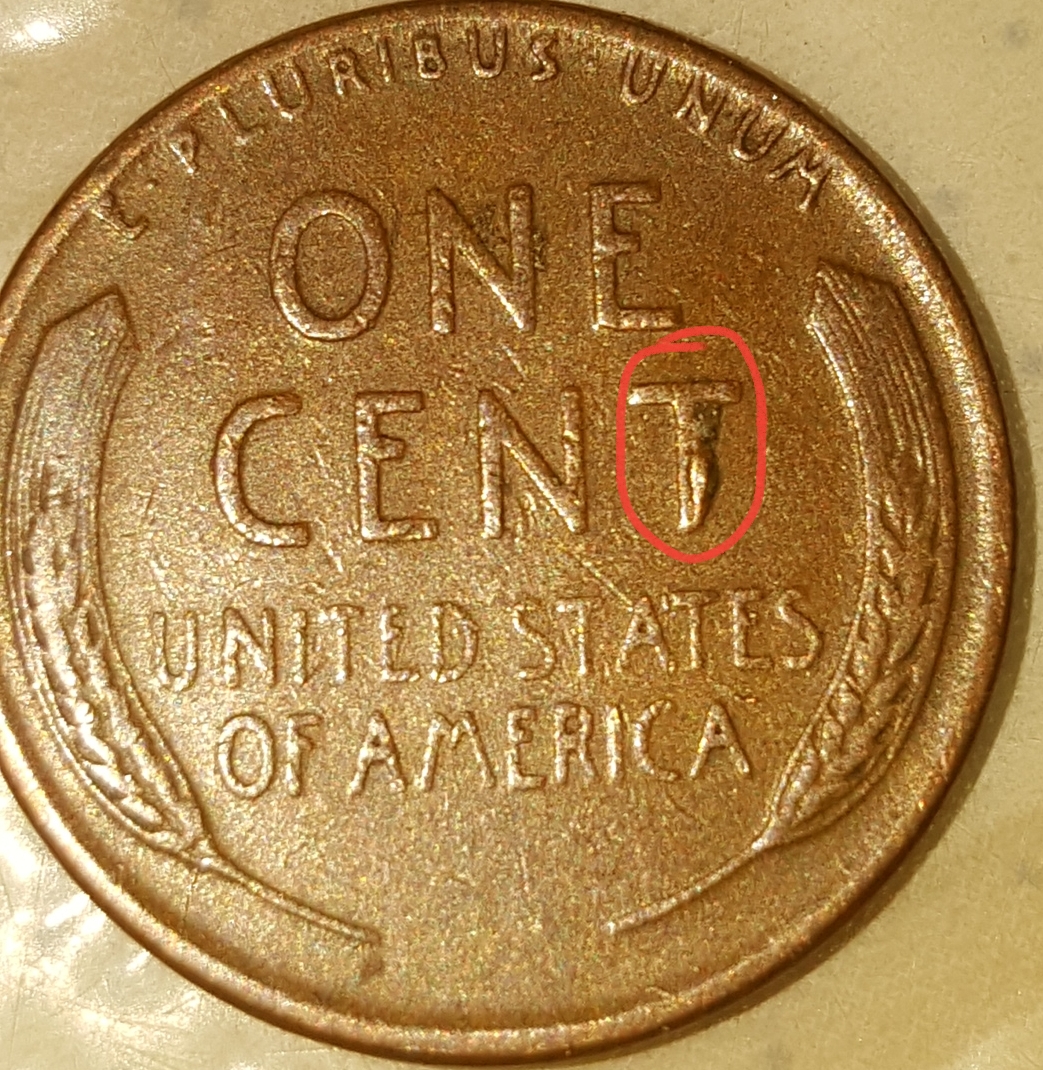 E·PLURIBUS·UNUM
ONE
CENT
UNITED STATES
OF AMERICA